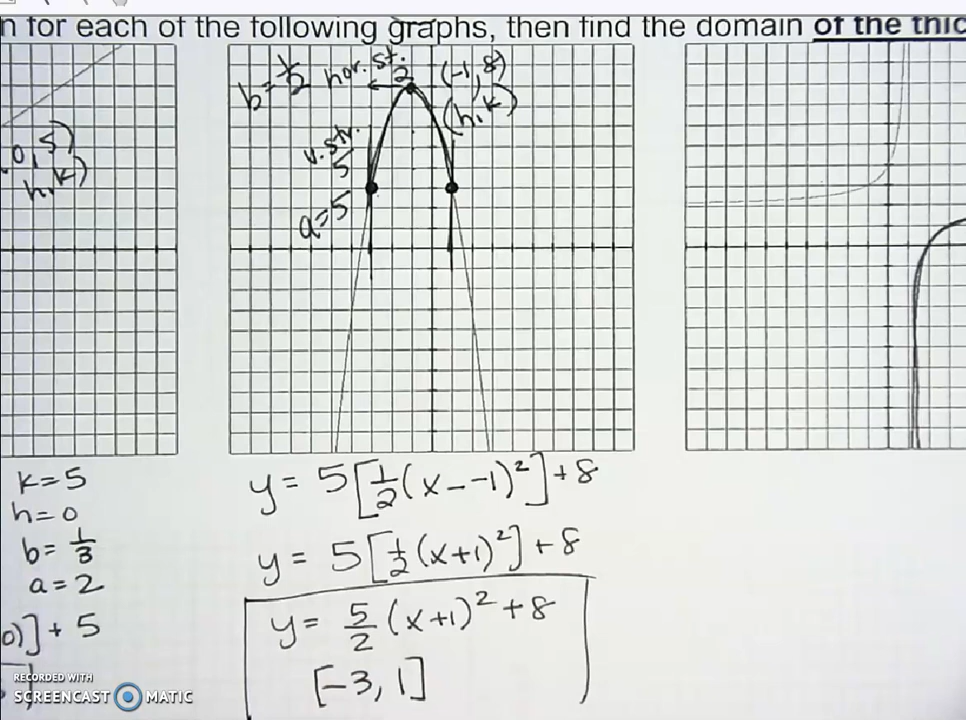 n for each of the following graphs, then find the domain of the thic
b = 1/2
hor. st.
2
(-1, 8)
(h, k)
v. str.
5
a = 5
0, 5)
h, k)
k = 5
h = 0
b = 1/3
a = 2
0)] + 5
y = 5[1/2(x - -1)²] + 8
y = 5[1/2(x+1)²] + 8
y = 5/2 (x+1)² + 8
[-3, 1]
RECORDED WITH
SCREENCAST MATIC